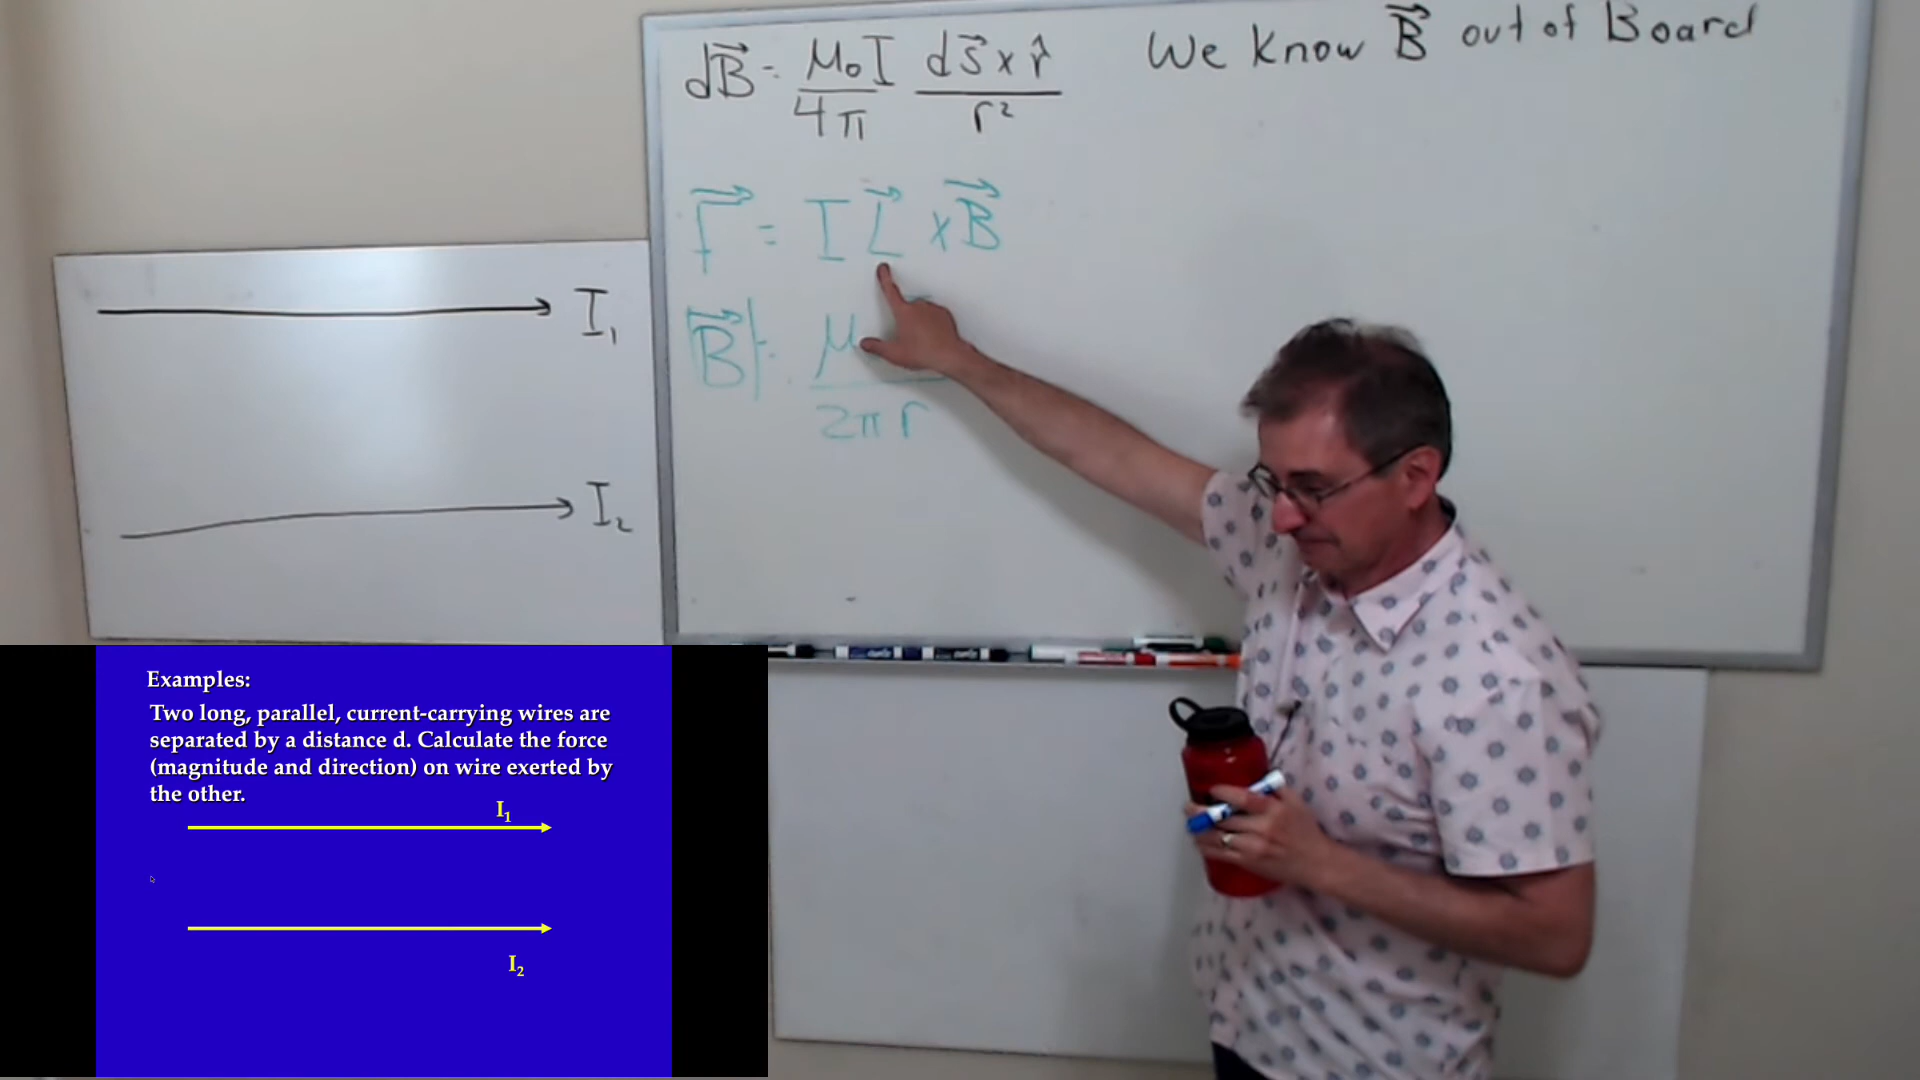 dB⃗ = μ₀I/4π ds⃗ x r̂/r²
We know B⃗ out of Board
F⃗ = I L⃗ x B⃗
|B⃗| = μ/2πr
I₁
I₂
Examples:
Two long, parallel, current-carrying wires are
separated by a distance d. Calculate the force
(magnitude and direction) on wire exerted by
the other.
I₁
I₂